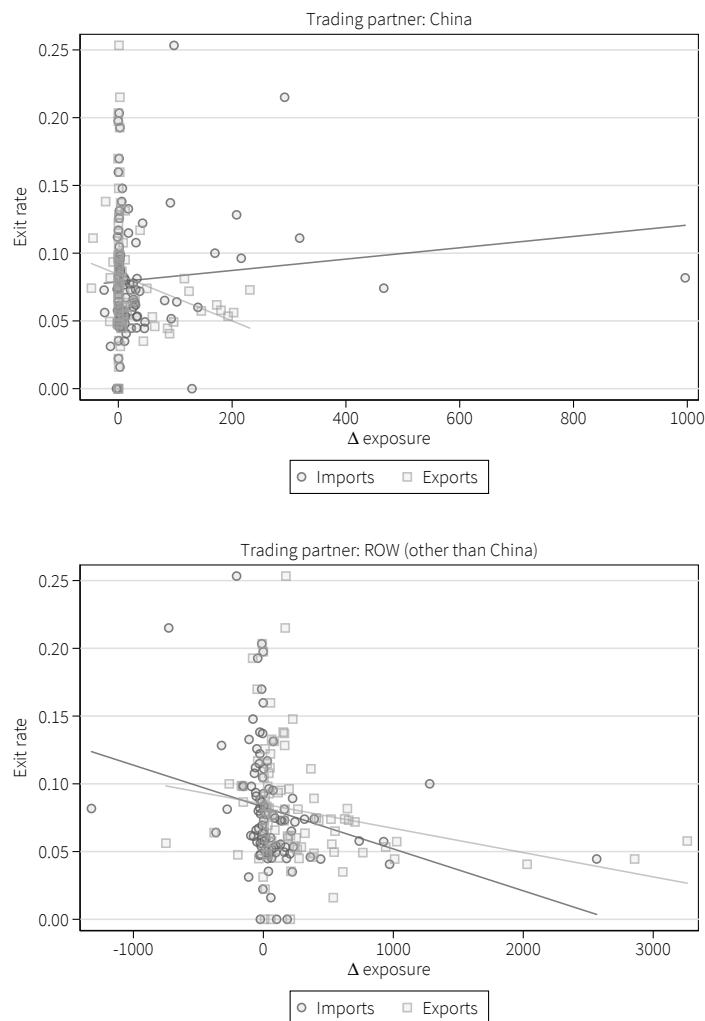 Trading partner: China
0.25
0.20
0.15
0.10
0.05
0.00
Exit rate
0 200 400 600 800 1000
Δ exposure
Imports Exports
Trading partner: ROW (other than China)
0.25
0.20
0.15
0.10
0.05
0.00
Exit rate
-1000 0 1000 2000 3000
Δ exposure
Imports Exports